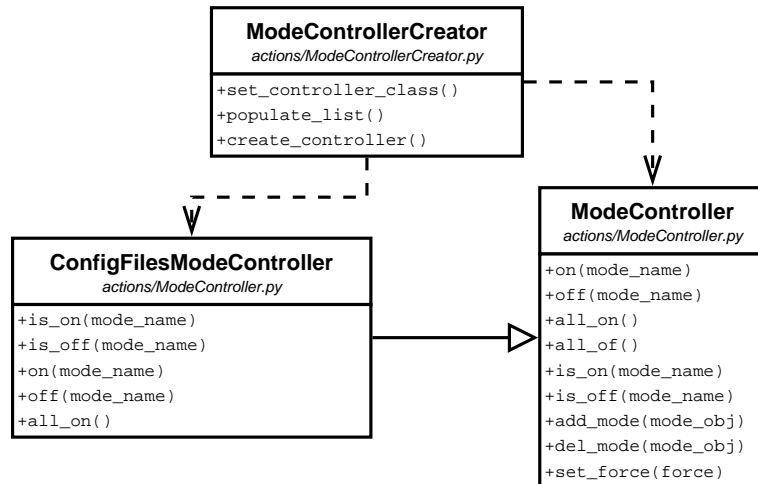 ModeControllerCreator
actions/ModeControllerCreator.py
+set_controller_class()
+populate_list()
+create_controller()
ConfigFilesModeController
actions/ModeController.py
+is_on(mode_name)
+is_off(mode_name)
+on(mode_name)
+off(mode_name)
+all_on()
ModeController
actions/ModeController.py
+on(mode_name)
+off(mode_name)
+all_on()
+all_of()
+is_on(mode_name)
+is_off(mode_name)
+add_mode(mode_obj)
+del_mode(mode_obj)
+set_force(force)